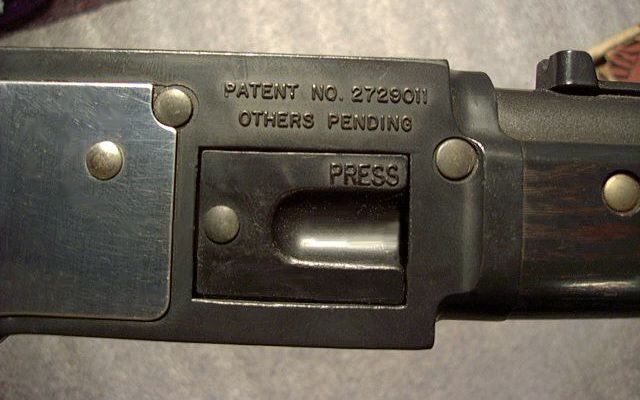 PATENT NO. 2729011
OTHERS PENDING
PRESS